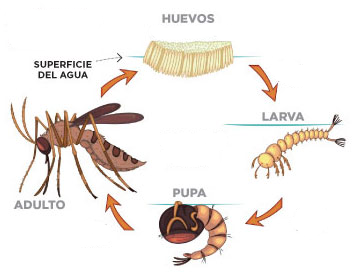 HUEVOS
SUPERFICIE
DEL AGUA
LARVA
PUPA
ADULTO